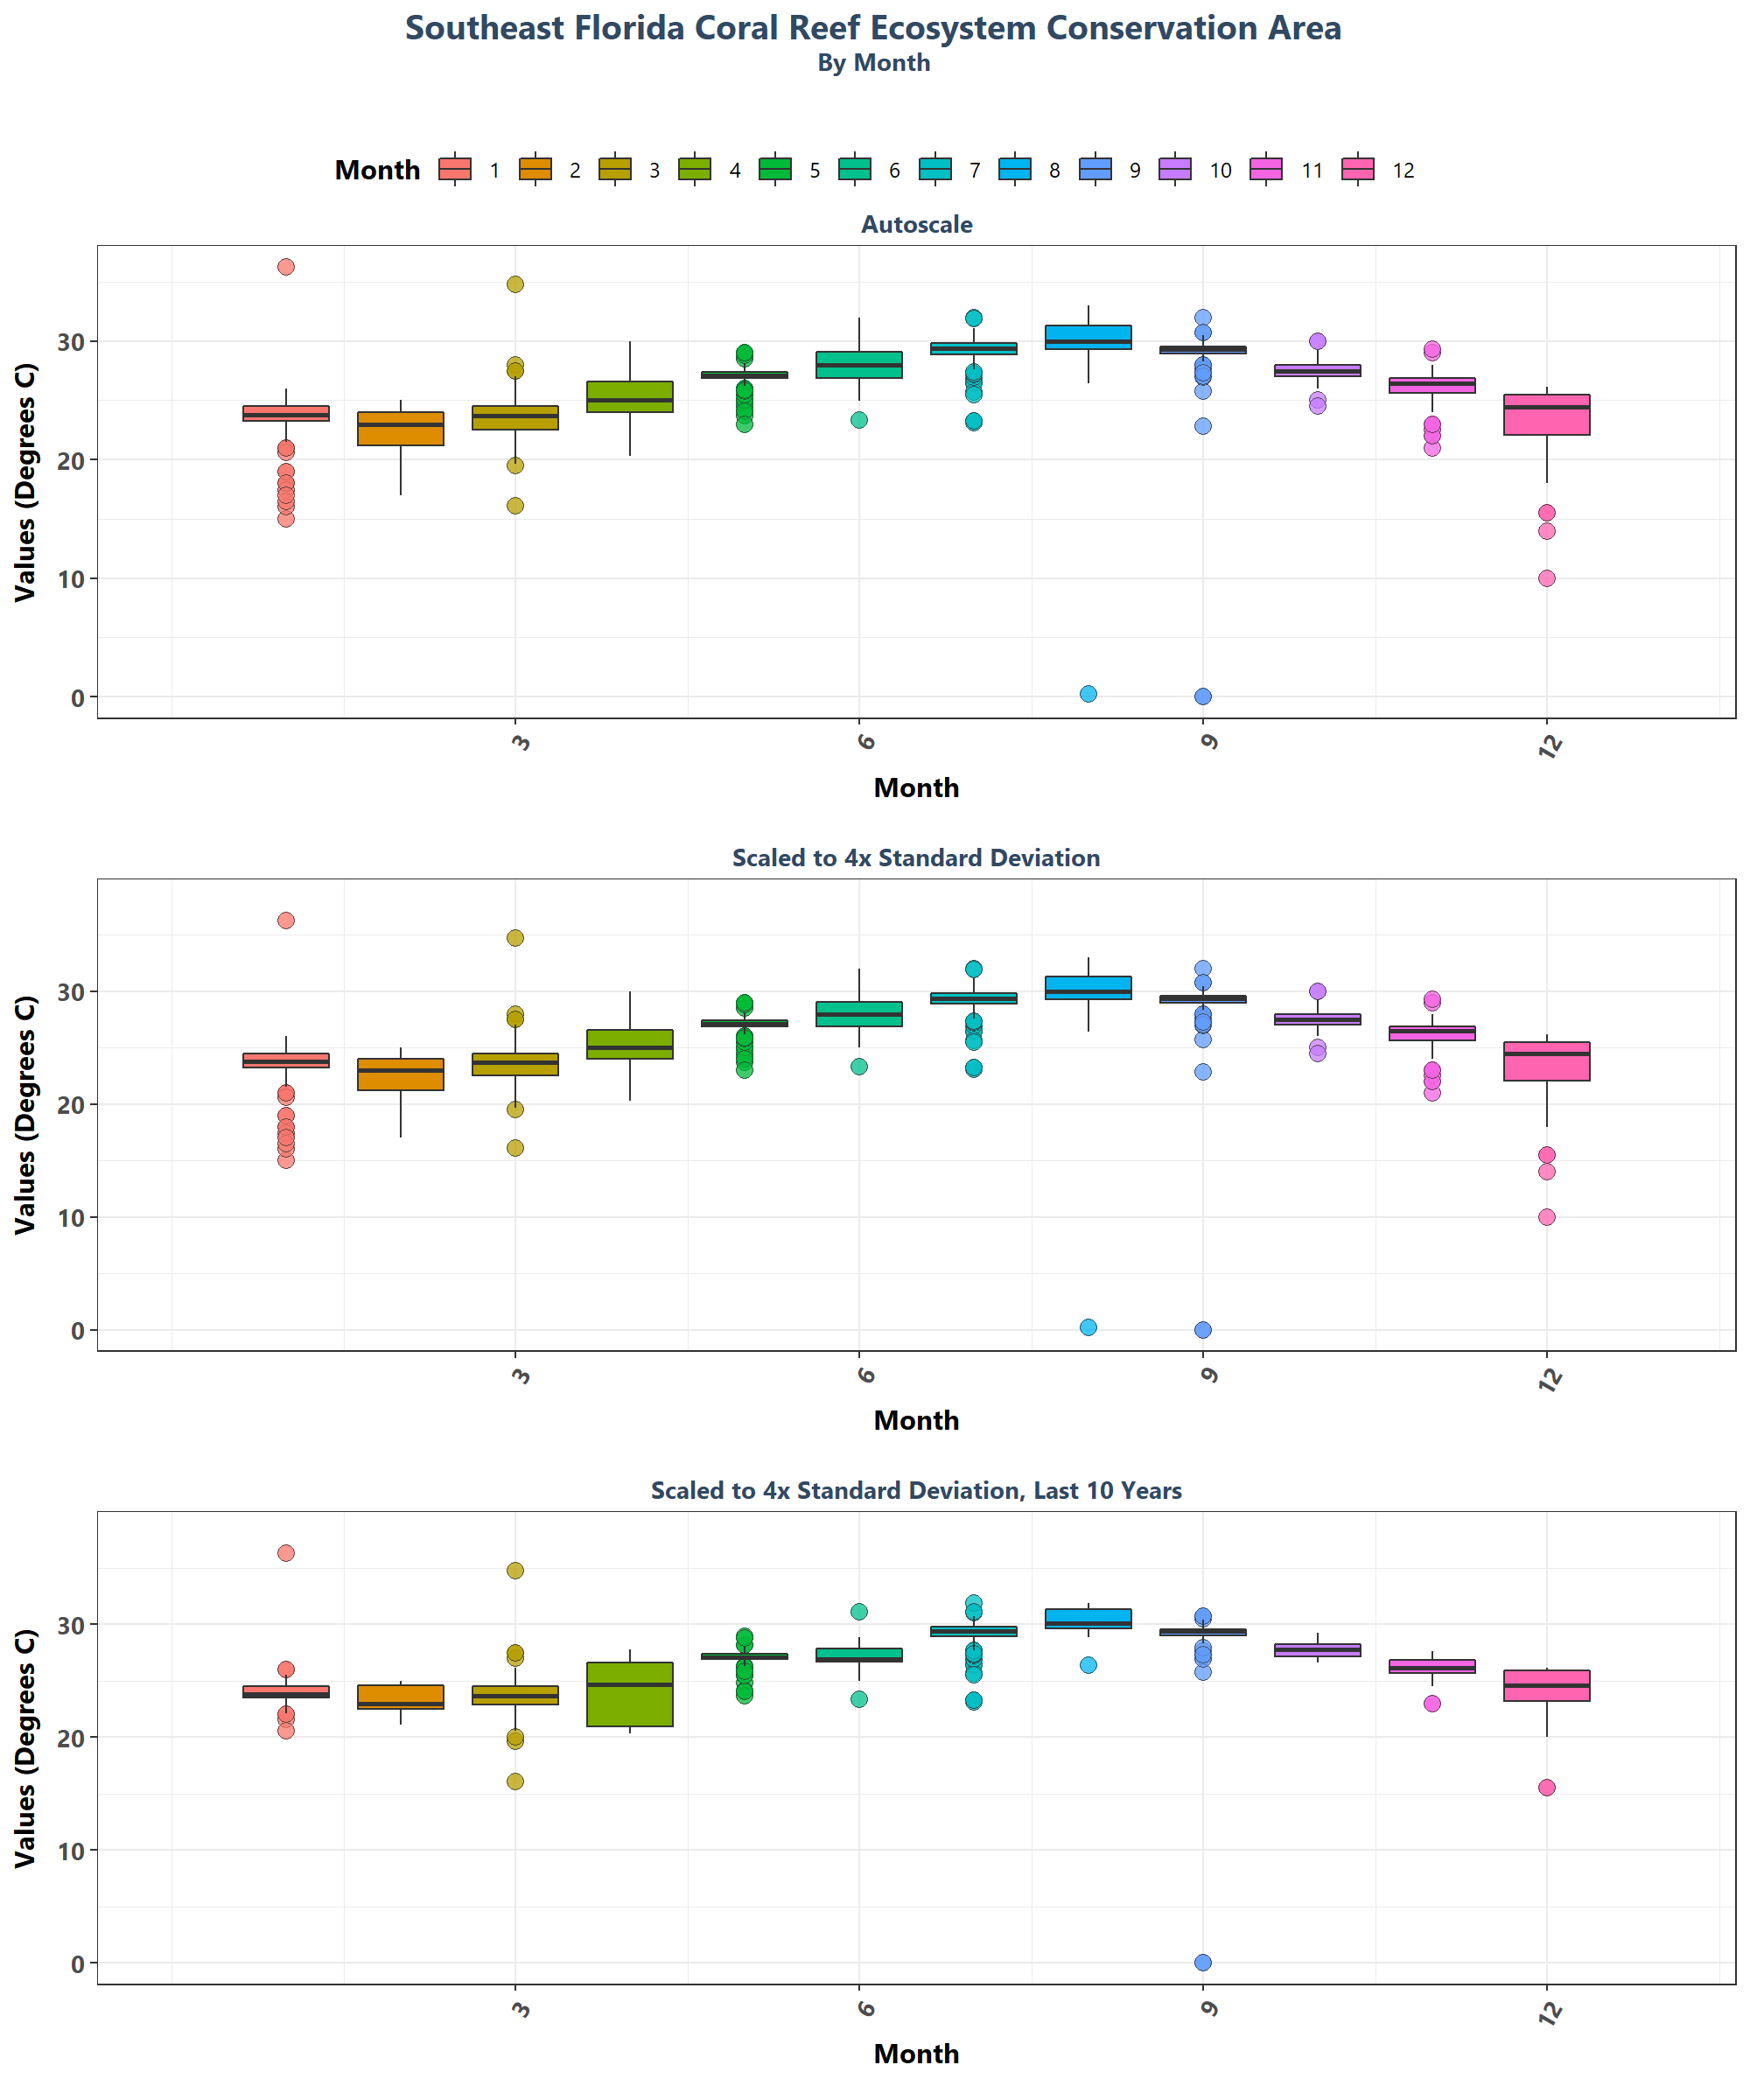 Southeast Florida Coral Reef Ecosystem Conservation Area
By Month
Month 1 2 3 4 5 6 7 8 9 10 11 12
Autoscale
Values (Degrees C)
30
20
10
0
3 6 9 12
Month
Scaled to 4x Standard Deviation
Values (Degrees C)
30
20
10
0
3 6 9 12
Month
Scaled to 4x Standard Deviation, Last 10 Years
Values (Degrees C)
30
20
10
0
3 6 9 12
Month